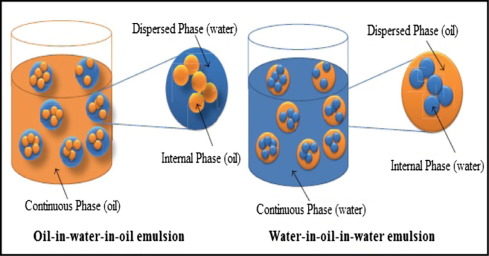 Dispersed Phase (water)
Internal Phase (oil)
Continuous Phase (oil)
Oil-in-water-in-oil emulsion
Dispersed Phase (oil)
Internal Phase (water)
Continuous Phase (water)
Water-in-oil-in-water emulsion